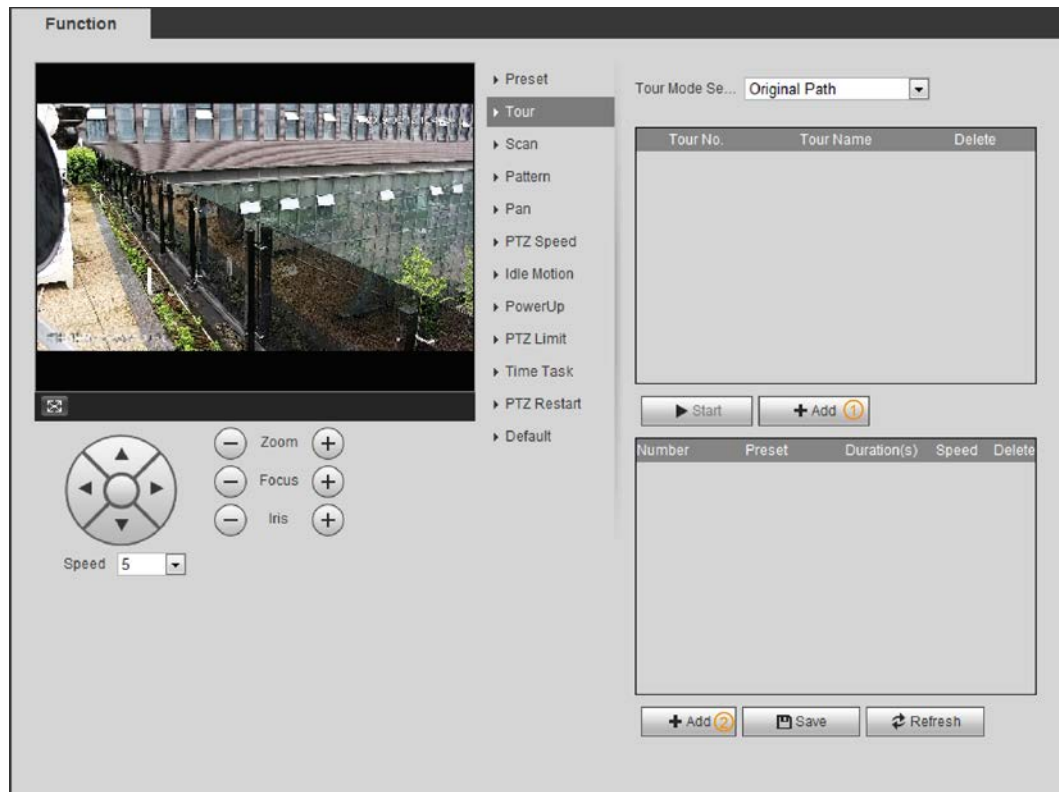 Function
Preset
Tour
Scan
Pattern
Pan
PTZ Speed
Idle Motion
PowerUp
PTZ Limit
Time Task
PTZ Restart
Default
Zoom
Focus
Iris
Speed 5
Tour Mode Se... Original Path
Tour No. Tour Name Delete
Start + Add 1
Number Preset Duration(s) Speed Delete
+ Add 2 Save Refresh